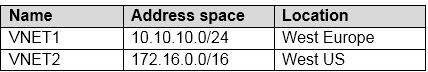 Name Address space Location
VNET1 10.10.10.0/24 West Europe
VNET2 172.16.0.0/16 West US